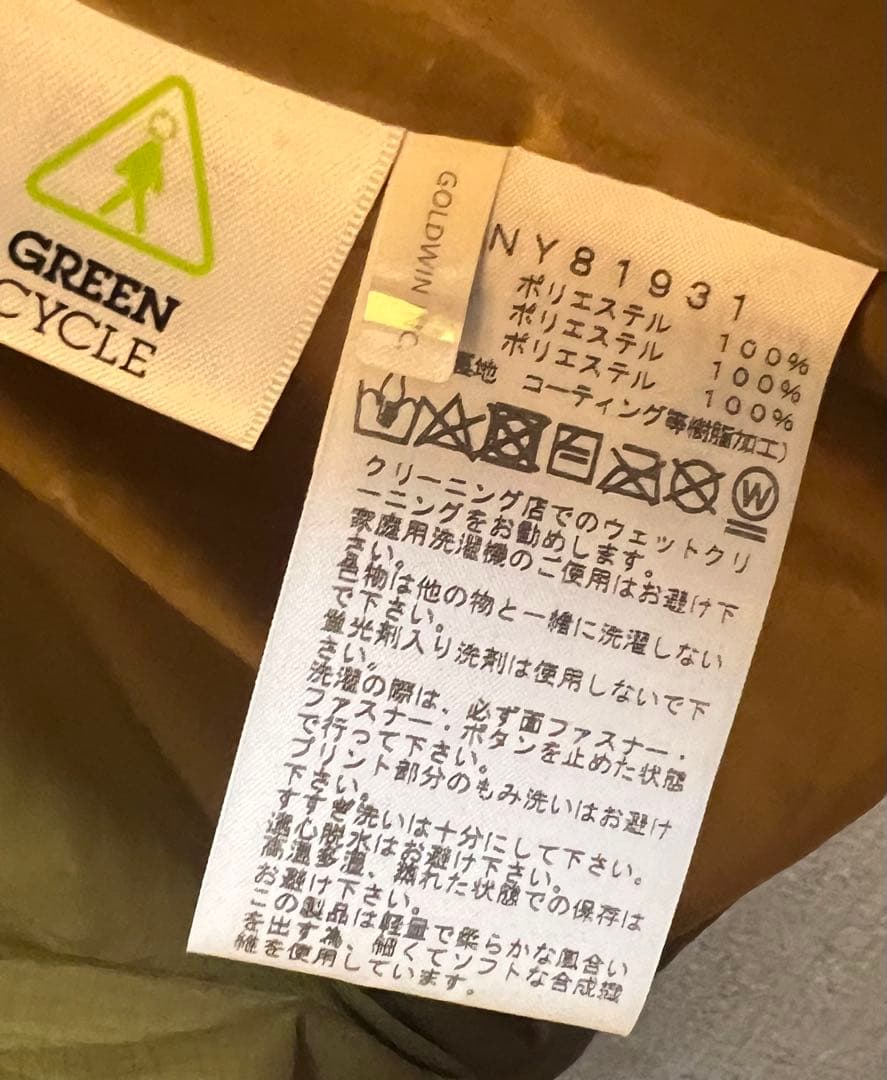 GREEN
CYCLE
GOLDWIN INC.
NY81931
ポリエステル 100%
ポリエステル 100%
ポリエステル 100%
裏地 コーティング等樹脂加工)
W
クリーニング店でのウェットクリ
ーニングをお勧めします。
家庭用洗濯機のご使用はお避け下
さい。
色物は他の物と一緒に洗濯しない
で下さい。
蛍光剤入り洗剤は使用しないで下
さい。
洗濯の際は、必ず面ファスナー・
ファスナー・ボタンを止めた状態
で行って下さい。
プリント部分のもみ洗いはお避け
下さい。
すすぎ洗いは十分にして下さい。
遠心脱水はお避け下さい。
高温多湿、蒸れた状態での保存は
お避け下さい。
この製品は軽量で柔らかな風合い
を出す為、細くてソフトな合成繊
維を使用しています。